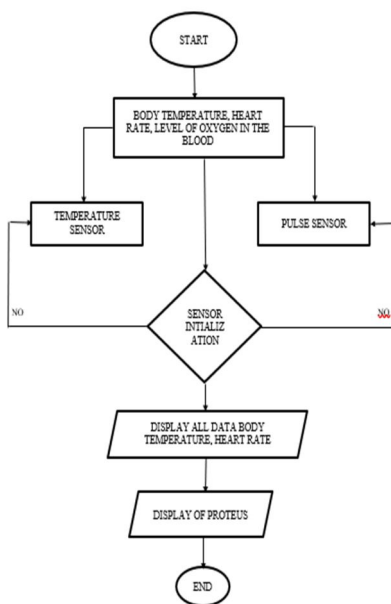 START
BODY TEMPERATURE, HEART
RATE, LEVEL OF OXYGEN IN THE
BLOOD
TEMPERATURE
SENSOR
PULSE SENSOR
NO
SENSOR
INTIALIZ
ATION
NO
DISPLAY ALL DATA BODY
TEMPERATURE, HEART RATE
DISPLAY OF PROTEUS
END